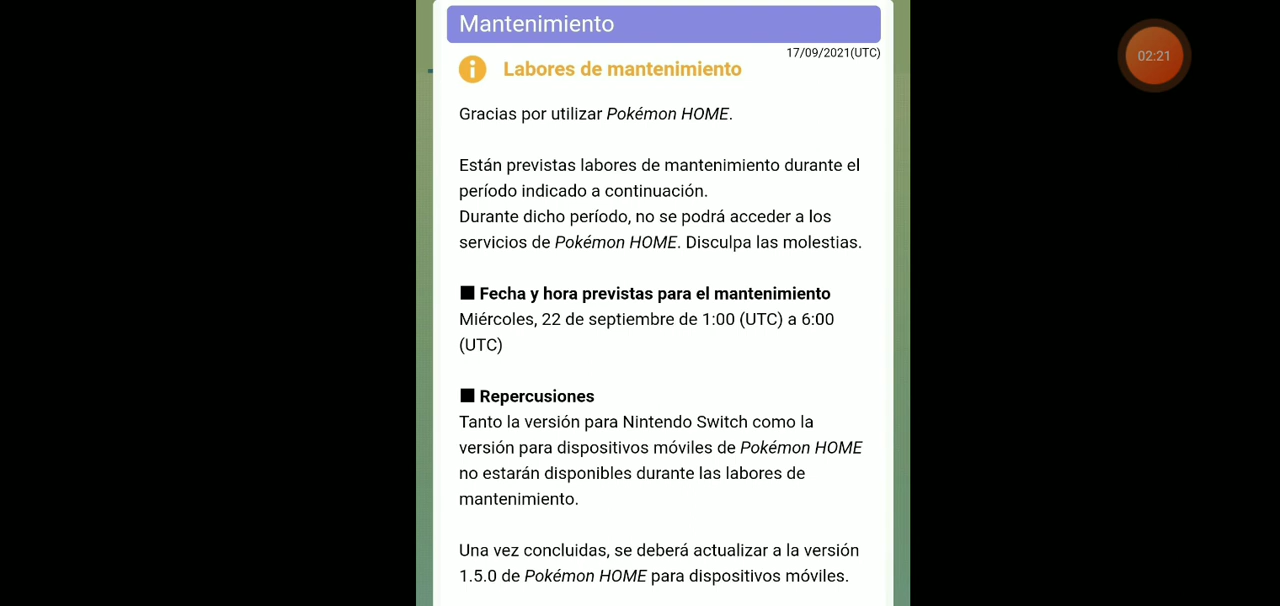 Mantenimiento
17/09/2021(UTC)
Labores de mantenimiento
Gracias por utilizar Pokémon HOME.
Están previstas labores de mantenimiento durante el
período indicado a continuación.
Durante dicho período, no se podrá acceder a los
servicios de Pokémon HOME. Disculpa las molestias.
■ Fecha y hora previstas para el mantenimiento
Miércoles, 22 de septiembre de 1:00 (UTC) a 6:00
(UTC)
■ Repercusiones
Tanto la versión para Nintendo Switch como la
versión para dispositivos móviles de Pokémon HOME
no estarán disponibles durante las labores de
mantenimiento.
Una vez concluidas, se deberá actualizar a la versión
1.5.0 de Pokémon HOME para dispositivos móviles.
02:21